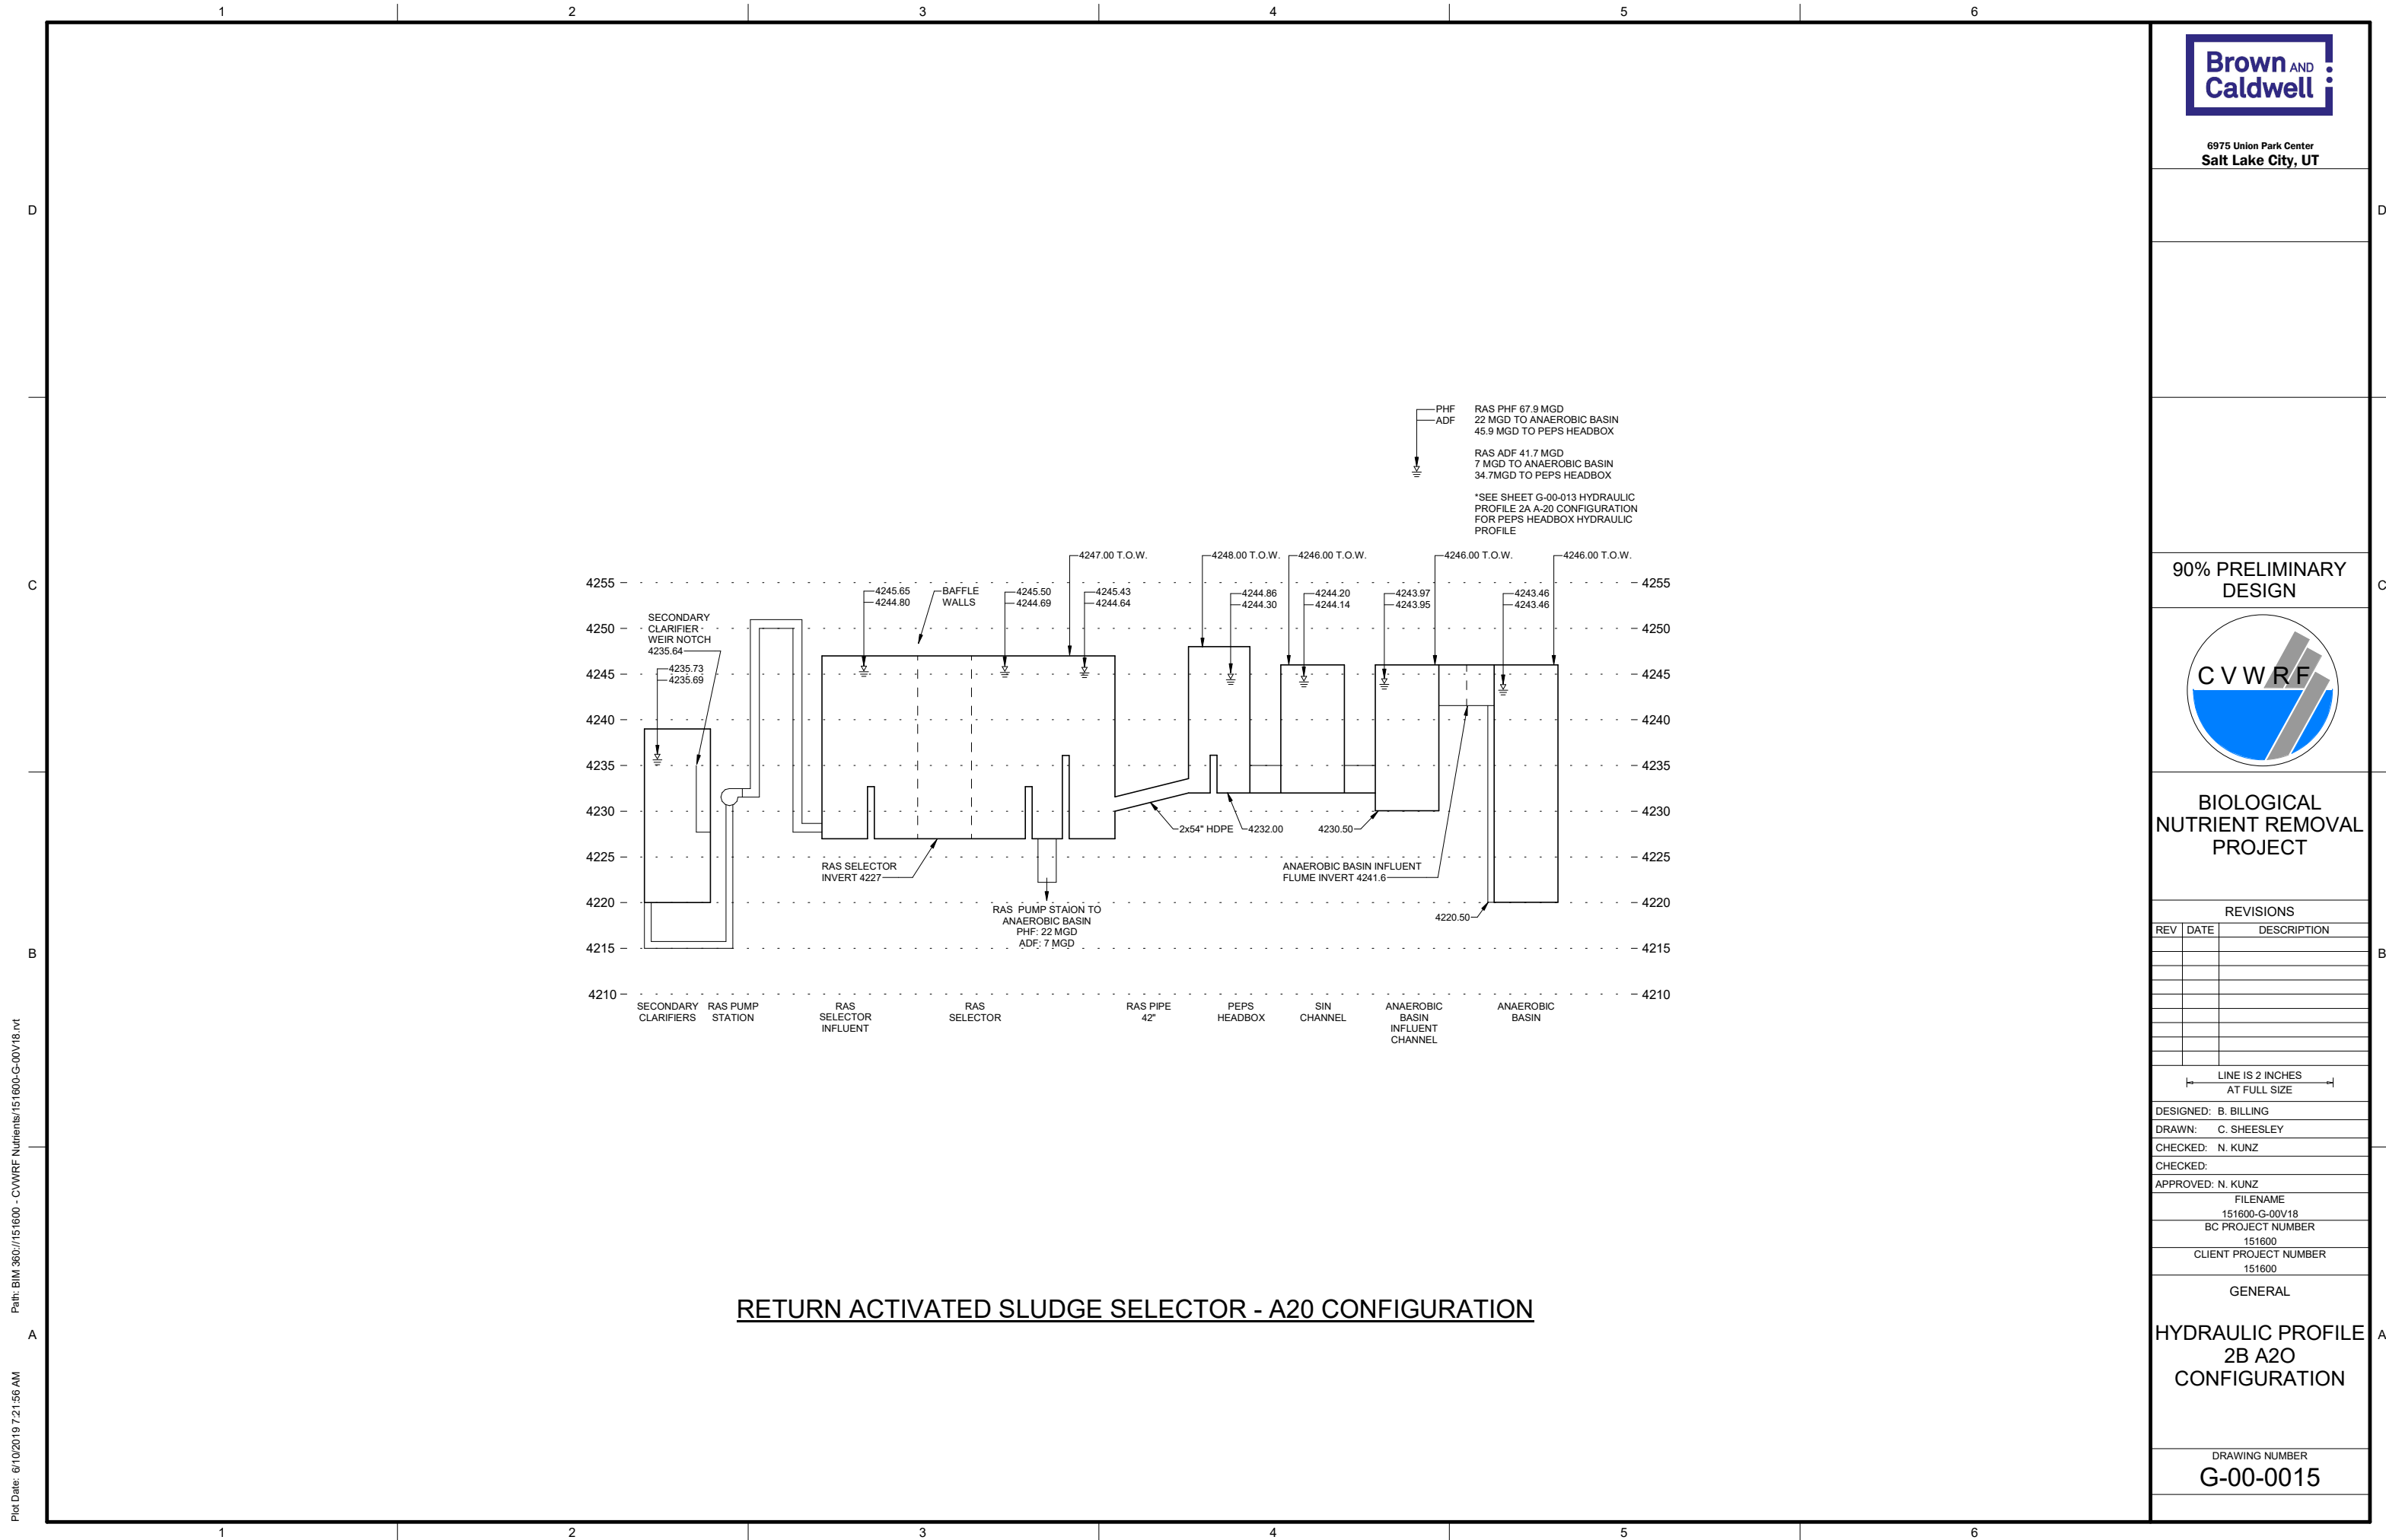 1 2 3 4 5 6
D
C
B
A
PHF
ADF
RAS PHF 67.9 MGD
22 MGD TO ANAEROBIC BASIN
45.9 MGD TO PEPS HEADBOX
RAS ADF 41.7 MGD
7 MGD TO ANAEROBIC BASIN
34.7MGD TO PEPS HEADBOX
*SEE SHEET G-00-013 HYDRAULIC
PROFILE 2A A-20 CONFIGURATION
FOR PEPS HEADBOX HYDRAULIC
PROFILE
4247.00 T.O.W.
4248.00 T.O.W.
4246.00 T.O.W.
4246.00 T.O.W.
4246.00 T.O.W.
4255
4250
4245
4240
4235
4230
4225
4220
4215
4210
SECONDARY
CLARIFIER
WEIR NOTCH
4235.64
4235.73
4235.69
4245.65
4244.80
BAFFLE
WALLS
4245.50
4244.69
4245.43
4244.64
4244.86
4244.30
4244.20
4244.14
4243.97
4243.95
4243.46
4243.46
RAS SELECTOR
INVERT 4227
RAS PUMP STAION TO
ANAEROBIC BASIN
PHF: 22 MGD
ADF: 7 MGD
2x54" HDPE
4232.00
4230.50
ANAEROBIC BASIN INFLUENT
FLUME INVERT 4241.6
4220.50
4255
4250
4245
4240
4235
4230
4225
4220
4215
4210
SECONDARY
CLARIFIERS
RAS PUMP
STATION
RAS
SELECTOR
INFLUENT
RAS
SELECTOR
RAS PIPE
42"
PEPS
HEADBOX
SIN
CHANNEL
ANAEROBIC
BASIN
INFLUENT
CHANNEL
ANAEROBIC
BASIN
RETURN ACTIVATED SLUDGE SELECTOR - A20 CONFIGURATION
Path: BIM 360://151600 - CVWRF Nutrients/151600-G-00V18.rvt
Plot Date: 6/10/2019 7:21:56 AM
Brown AND
Caldwell
6975 Union Park Center
Salt Lake City, UT
90% PRELIMINARY
DESIGN
CVWRF
BIOLOGICAL
NUTRIENT REMOVAL
PROJECT
REVISIONS
REV DATE DESCRIPTION
LINE IS 2 INCHES
AT FULL SIZE
DESIGNED: B. BILLING
DRAWN: C. SHEESLEY
CHECKED: N. KUNZ
CHECKED:
APPROVED: N. KUNZ
FILENAME
151600-G-00V18
BC PROJECT NUMBER
151600
CLIENT PROJECT NUMBER
151600
GENERAL
HYDRAULIC PROFILE
2B A2O
CONFIGURATION
DRAWING NUMBER
G-00-0015
D
C
B
A
1 2 3 4 5 6